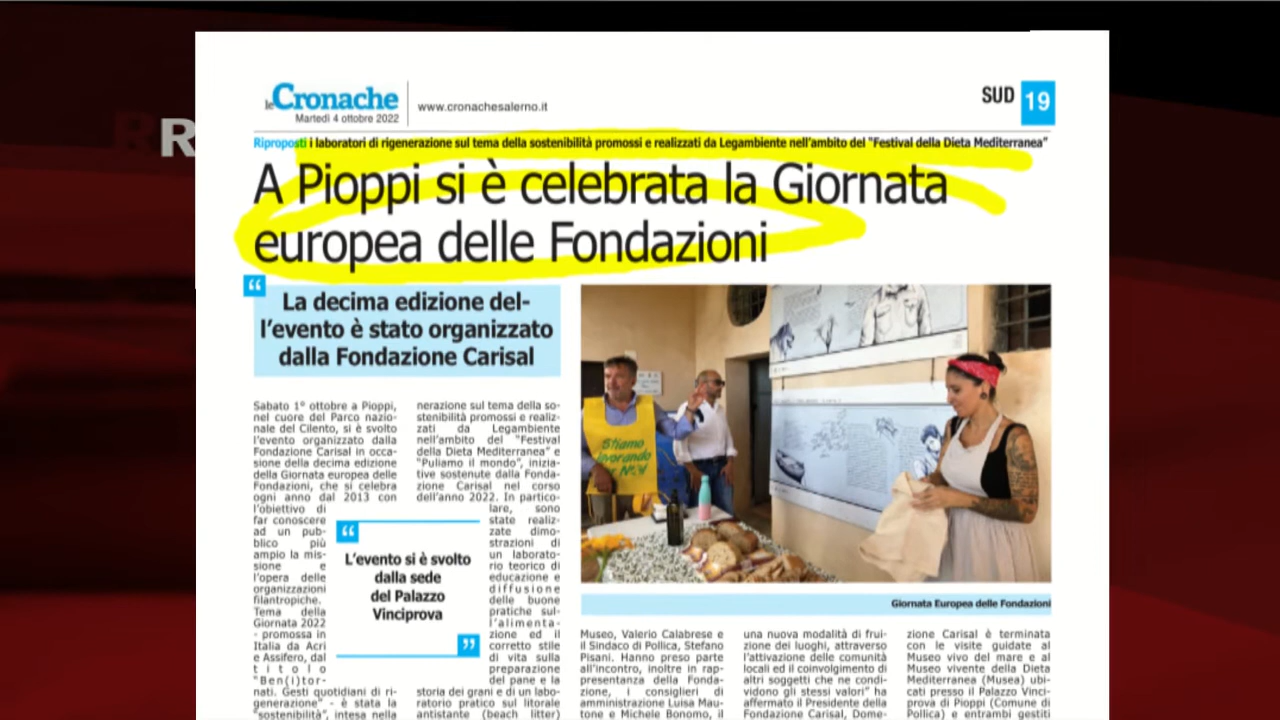 R
le Cronache
Martedì 4 ottobre 2022
www.cronachesalerno.it
SUD 19
Riproposti i laboratori di rigenerazione sul tema della sostenibilità promossi e realizzati da Legambiente nell'ambito del "Festival della Dieta Mediterranea"
A Pioppi si è celebrata la Giornata
europea delle Fondazioni
“
La decima edizione del-
l'evento è stato organizzato
dalla Fondazione Carisal
Sabato 1° ottobre a Pioppi,
nel cuore del Parco nazio-
nale del Cilento, si è svolto
l'evento organizzato dalla
Fondazione Carisal in occa-
sione della decima edizione
della Giornata europea delle
Fondazioni, che si celebra
ogni anno dal 2013 con
l'obiettivo di
far conoscere
ad un pub-
blico più
ampio la mis-
sione e
l'opera delle
organizzazioni
filantropiche.
Tema della
Giornata 2022
- promossa in
Italia da Acri
e Assifero, dal
titolo
"Ben(i)tor-
nati. Gesti quotidiani di ri-
generazione" - è stata la
"sostenibilità", intesa nella
“
L'evento si è svolto
dalla sede
del Palazzo
Vinciprova
”
nerazione sul tema della so-
stenibilità promossi e realiz-
zati da Legambiente
nell'ambito del "Festival
della Dieta Mediterranea" e
"Puliamo il mondo", inizia-
tive sostenute dalla Fonda-
zione Carisal nel corso
dell'anno 2022. In partico-
lare, sono
state realiz-
zate dimo-
strazioni di
un laborato-
rio teorico di
educazione e
diffusione
delle buone
pratiche sul-
l'alimenta-
zione ed il
corretto stile
di vita sulla
preparazione
del pane e la
storia dei grani e di un labo-
ratorio pratico sul litorale
antistante (beach litter)
Stiamo
lavorando
per Noi
Giornata Europea delle Fondazioni
Museo, Valerio Calabrese e
il Sindaco di Pollica, Stefano
Pisani. Hanno preso parte
all'incontro, inoltre in rap-
presentanza della Fonda-
zione, i consiglieri di
amministrazione Luisa Mau-
tone e Michele Bonomo, il
una nuova modalità di frui-
zione dei luoghi, attraverso
l'attivazione delle comunità
locali ed il coinvolgimento di
altri soggetti che ne condi-
vidono gli stessi valori" ha
affermato il Presidente della
Fondazione Carisal, Dome-
zione Carisal è terminata
con le visite guidate al
Museo vivo del mare e al
Museo vivente della Dieta
Mediterranea (Musea) ubi-
cati presso il Palazzo Vinci-
prova di Pioppi (Comune di
Pollica) e entrambi gestiti